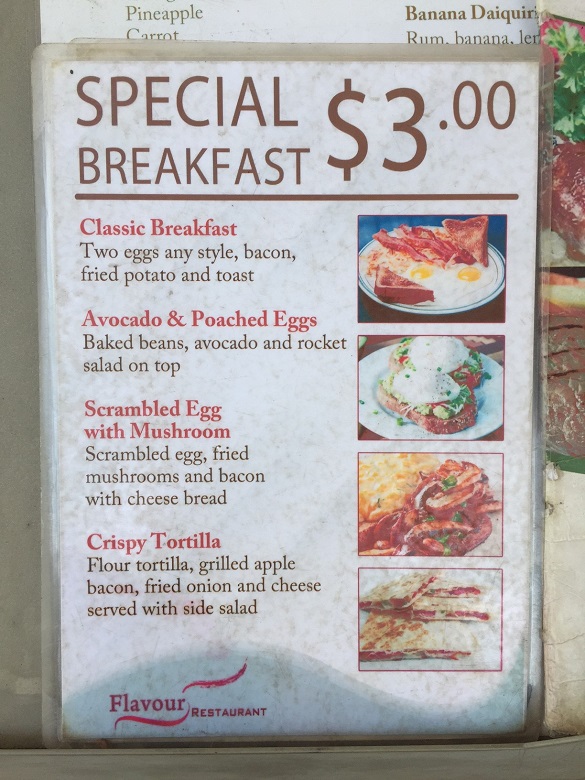 Pineapple
Carrot
Banana Daiquiri
Rum, banana,
SPECIAL
BREAKFAST
$3.00
Classic Breakfast
Two eggs any style, bacon,
fried potato and toast
Avocado & Poached Eggs
Baked beans, avocado and rocket
salad on top
Scrambled Egg
with Mushroom
Scrambled egg, fried
mushrooms and bacon
with cheese bread
Crispy Tortilla
Flour tortilla, grilled apple
bacon, fried onion and cheese
served with side salad
Flavour RESTAURANT